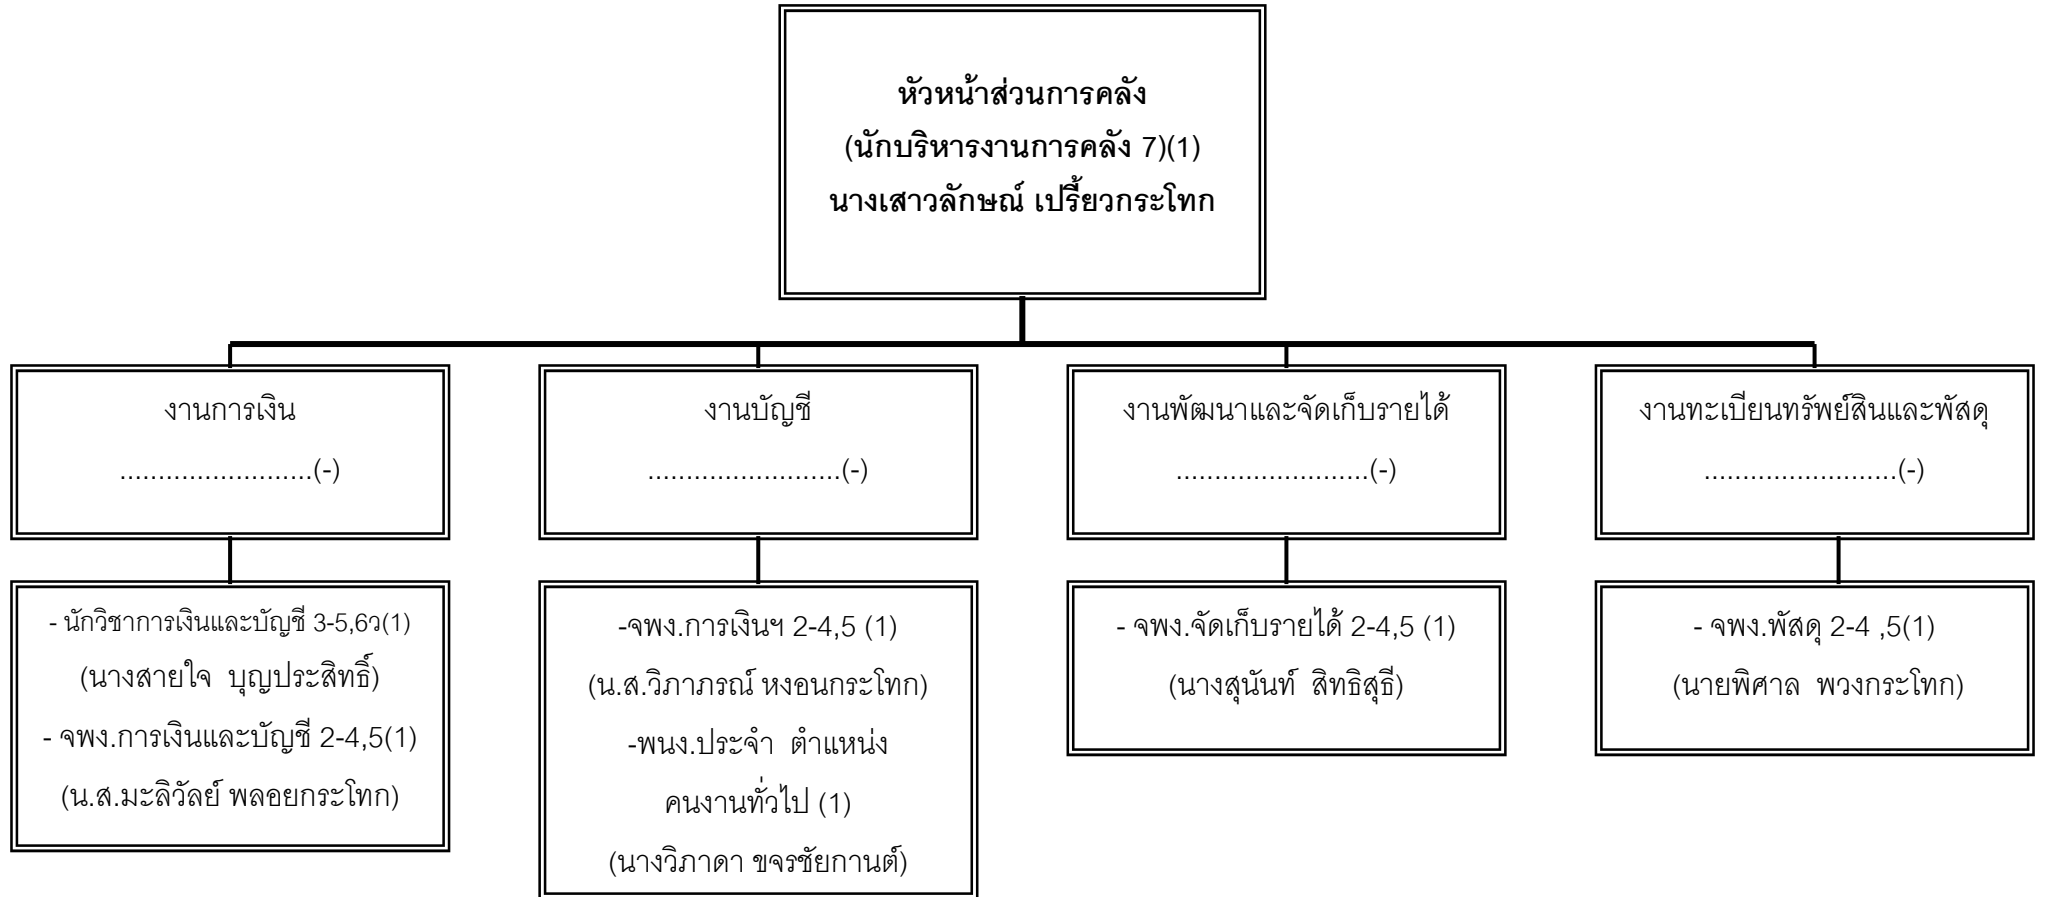 หัวหน้าส่วนการคลัง
(นักบริหารงานการคลัง 7)(1)
นางเสาวลักษณ์ เปรี้ยวกระโทก
งานการเงิน
.........................(-)
งานบัญชี
.........................(-)
งานพัฒนาและจัดเก็บรายได้
.........................(-)
งานทะเบียนทรัพย์สินและพัสดุ
.........................(-)
- นักวิชาการเงินและบัญชี 3-5,6ว(1)
(นางสายใจ บุญประสิทธิ์)
- จพง.การเงินและบัญชี 2-4,5(1)
(น.ส.มะลิวัลย์ พลอยกระโทก)
-จพง.การเงินฯ 2-4,5 (1)
(น.ส.วิภาภรณ์ หงอนกระโทก)
-พนง.ประจำ ตำแหน่ง
คนงานทั่วไป (1)
(นางวิภาดา ขจรชัยกานต์)
- จพง.จัดเก็บรายได้ 2-4,5 (1)
(นางสุนันท์ สิทธิสุธี)
- จพง.พัสดุ 2-4 ,5(1)
(นายพิศาล พวงกระโทก)